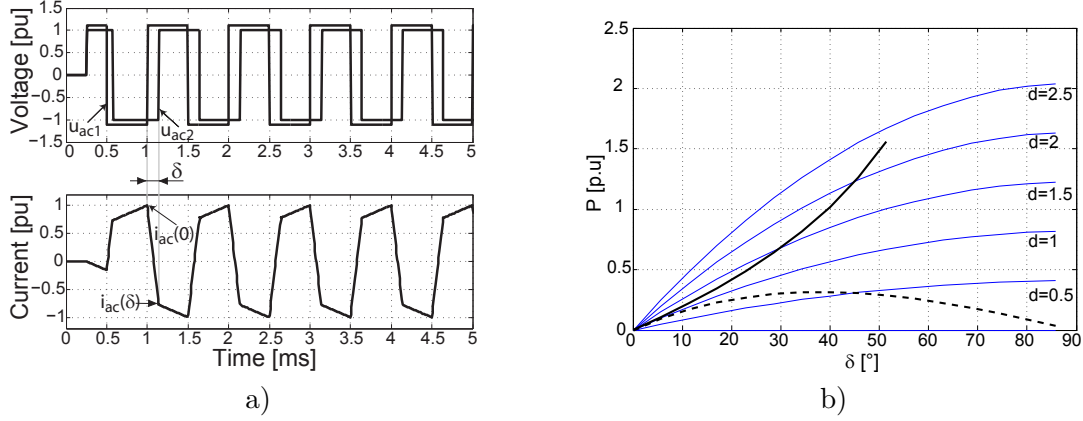 Voltage [pu]
1.5
1
0.5
0
−0.5
−1
−1.5
u_ac1
u_ac2
0 0.5 1 1.5 2 2.5 3 3.5 4 4.5 5
δ
Current [pu]
1
0.5
0
−0.5
−1
i_ac(0)
i_ac(δ)
0 0.5 1 1.5 2 2.5 3 3.5 4 4.5 5
Time [ms]
a)
P [p.u]
2.5
2
1.5
1
0.5
0
d=2.5
d=2
d=1.5
d=1
d=0.5
0 10 20 30 40 50 60 70 80 90
δ [°]
b)